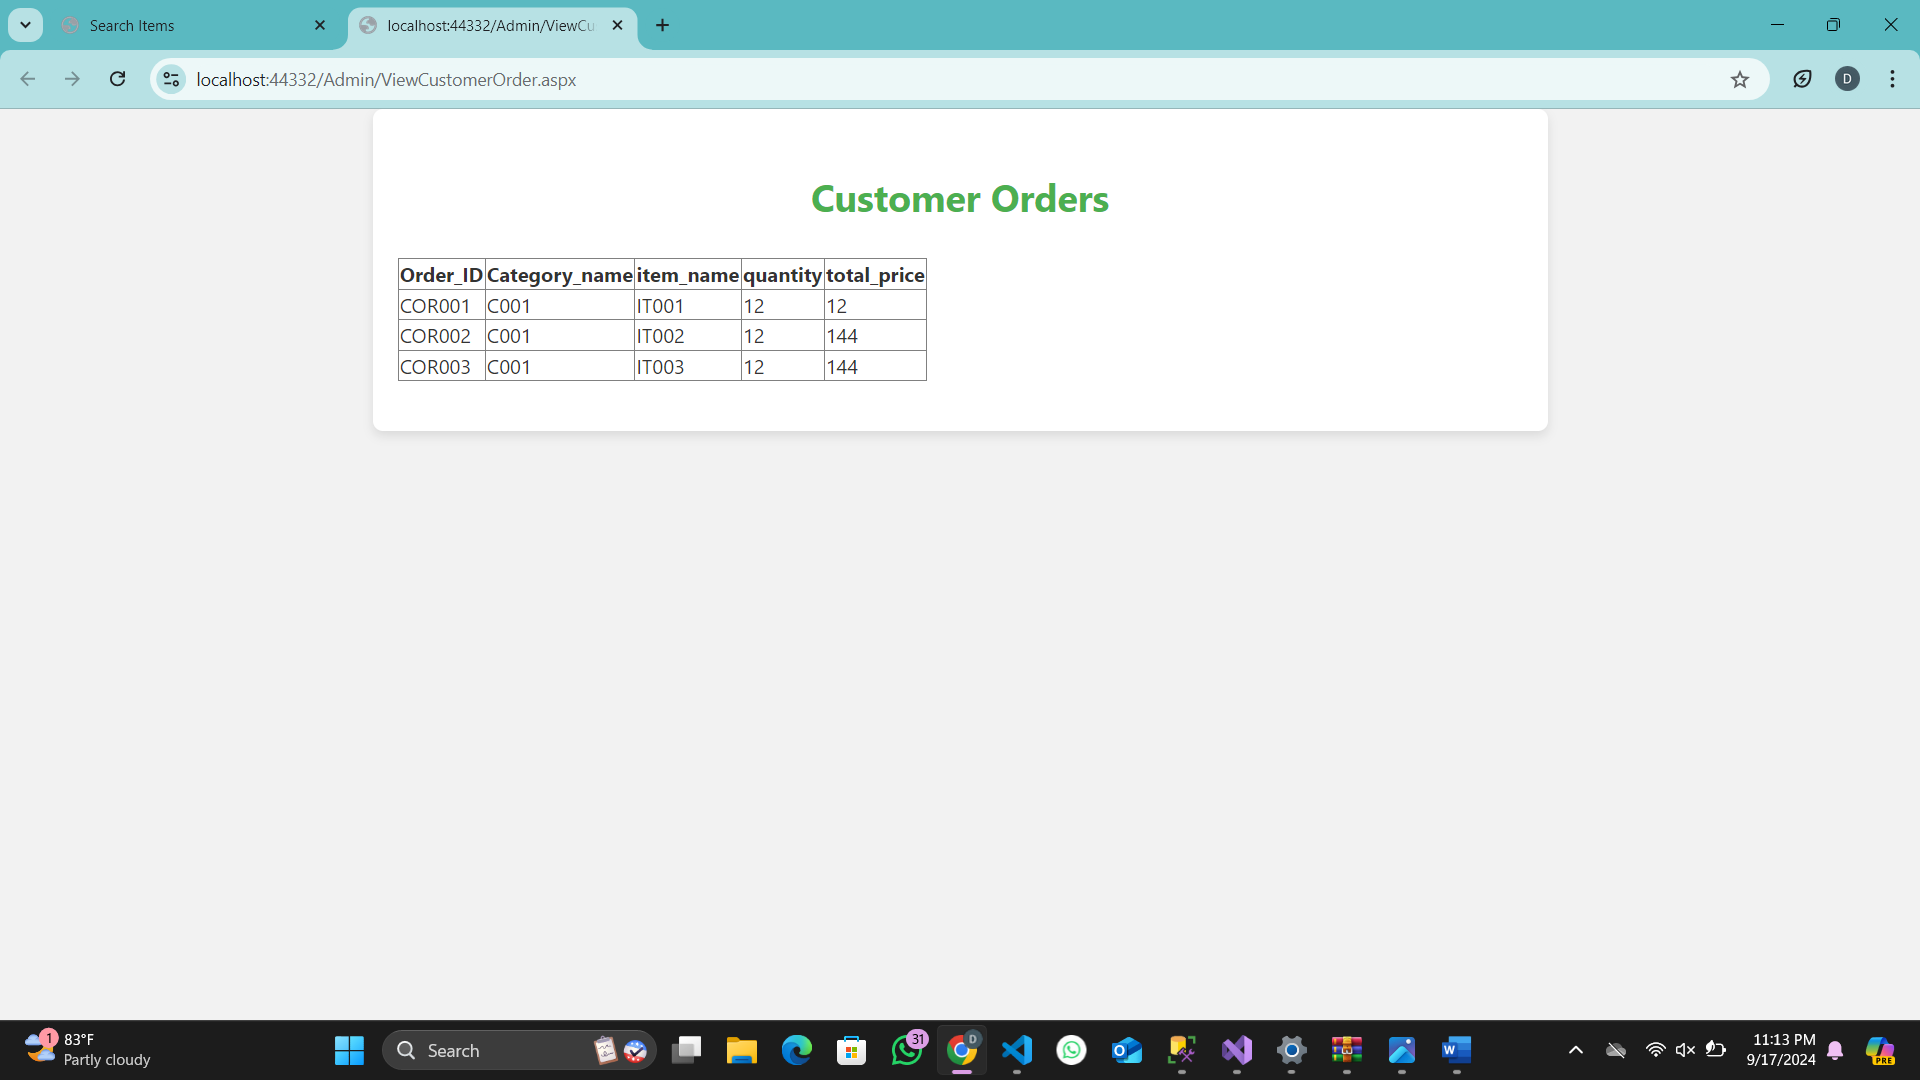 Search Items
localhost:44332/Admin/ViewCu
localhost:44332/Admin/ViewCustomerOrder.aspx
D
Customer Orders
Order_ID Category_name item_name quantity total_price
COR001 C001 IT001 12 12
COR002 C001 IT002 12 144
COR003 C001 IT003 12 144
1
83°F
Partly cloudy
Search
31
D
W
11:13 PM
9/17/2024
PRE